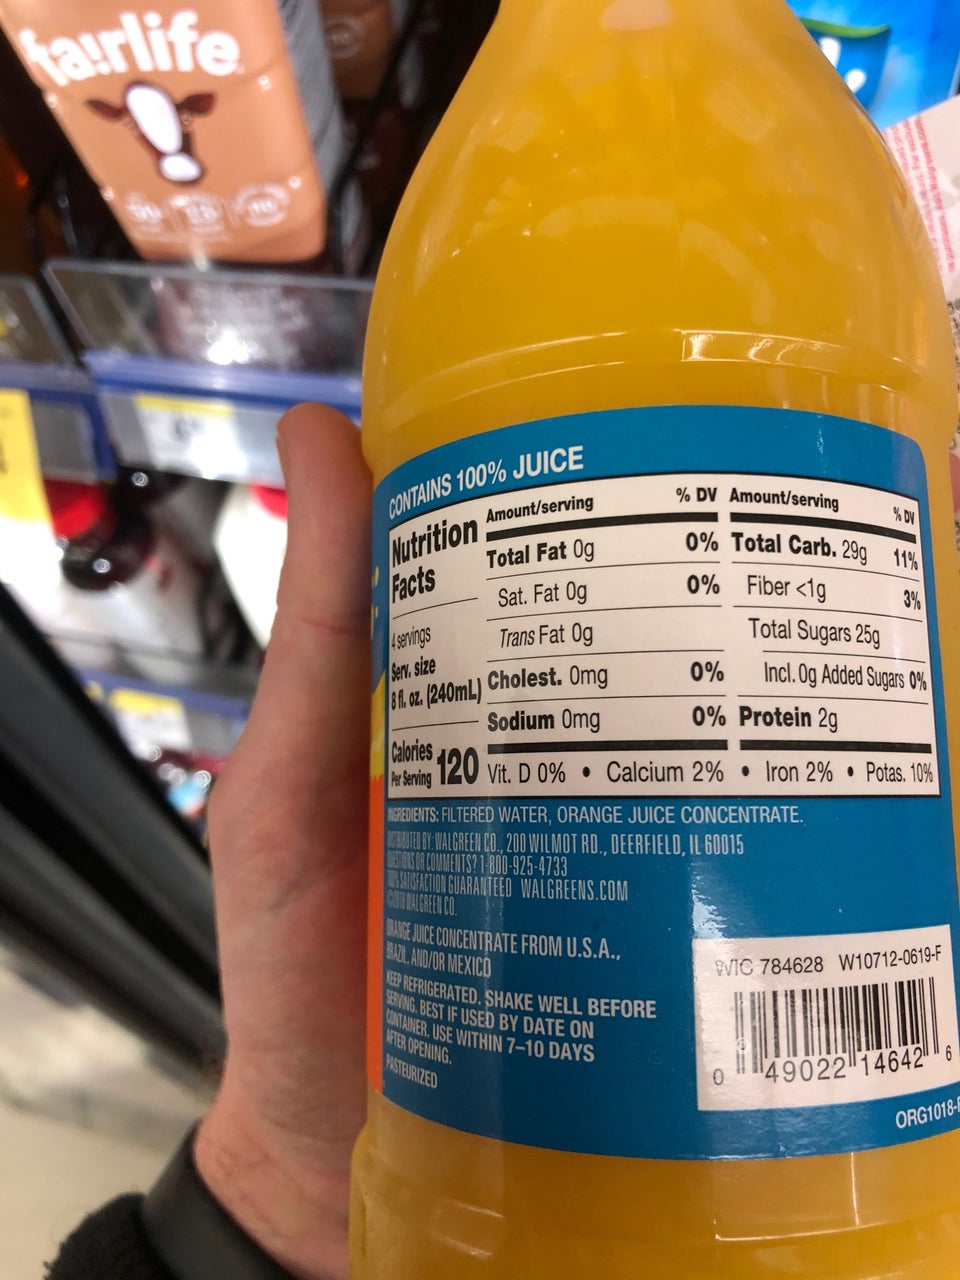 fa!rlife
CONTAINS 100% JUICE
Nutrition
Facts
4 servings
Serv. size
8 fl. oz. (240mL)
Calories
Per Serving 120
Amount/serving % DV
Total Fat 0g 0%
Sat. Fat 0g 0%
Trans Fat 0g
Cholest. 0mg 0%
Sodium 0mg 0%
Amount/serving % DV
Total Carb. 29g 11%
Fiber <1g 3%
Total Sugars 25g
Incl. 0g Added Sugars 0%
Protein 2g
Vit. D 0% • Calcium 2% • Iron 2% • Potas. 10%
INGREDIENTS: FILTERED WATER, ORANGE JUICE CONCENTRATE.
DISTRIBUTED BY: WALGREEN CO., 200 WILMOT RD., DEERFIELD, IL 60015
QUESTIONS OR COMMENTS? 1-800-925-4733
100% SATISFACTION GUARANTEED WALGREENS.COM
©2018 WALGREEN CO.
ORANGE JUICE CONCENTRATE FROM U.S.A.,
BRAZIL, AND/OR MEXICO
KEEP REFRIGERATED. SHAKE WELL BEFORE
SERVING. BEST IF USED BY DATE ON
CONTAINER. USE WITHIN 7–10 DAYS
AFTER OPENING.
PASTEURIZED
WIC 784628 W10712-0619-F
0 49022 14642 6
ORG1018-F